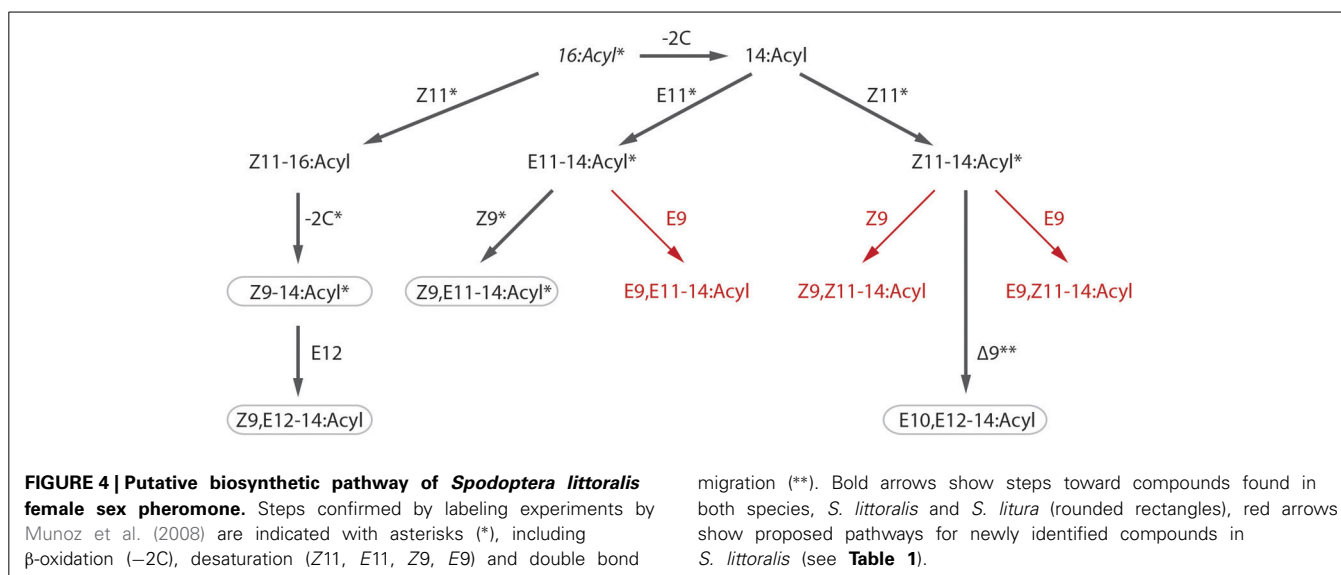 -2C
16:Acyl*
14:Acyl
Z11*
E11*
Z11*
Z11-16:Acyl
E11-14:Acyl*
Z11-14:Acyl*
-2C*
Z9*
E9
Z9
E9
Z9-14:Acyl*
Z9,E11-14:Acyl*
E9,E11-14:Acyl
Z9,Z11-14:Acyl
E9,Z11-14:Acyl
E12
Δ9**
Z9,E12-14:Acyl
E10,E12-14:Acyl
FIGURE 4 | Putative biosynthetic pathway of Spodoptera littoralis
female sex pheromone. Steps confirmed by labeling experiments by
Munoz et al. (2008) are indicated with asterisks (*), including
β-oxidation (−2C), desaturation (Z11, E11, Z9, E9) and double bond
migration (**). Bold arrows show steps toward compounds found in
both species, S. littoralis and S. litura (rounded rectangles), red arrows
show proposed pathways for newly identified compounds in
S. littoralis (see Table 1).